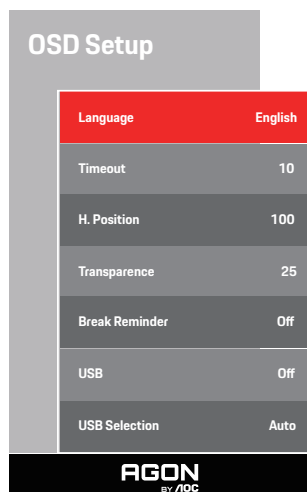 OSD Setup
Language English
Timeout 10
H. Position 100
Transparence 25
Break Reminder Off
USB Off
USB Selection Auto
AGON
BY AOC